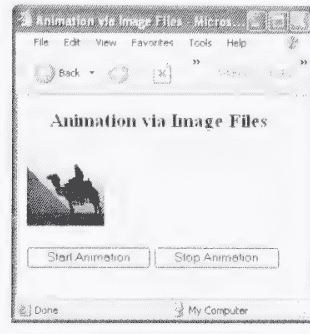 Animation via Image Files - Micros...
File Edit View Favorites Tools Help
Back »  »
Animation via Image Files
Start Animation Stop Animation
Done My Computer